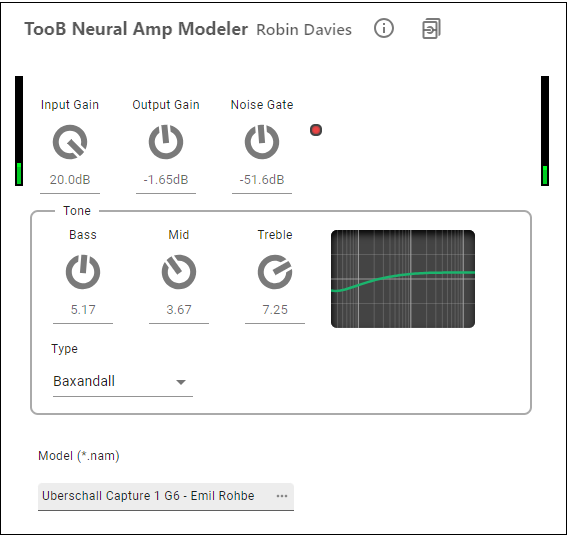 TooB Neural Amp Modeler Robin Davies
Input Gain Output Gain Noise Gate
20.0dB -1.65dB -51.6dB
Tone
Bass Mid Treble
5.17 3.67 7.25
Type
Baxandall
Model (*.nam)
Uberschall Capture 1 G6 - Emil Rohbe